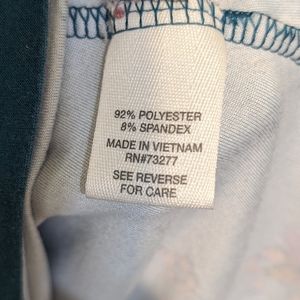 92% POLYESTER
8% SPANDEX
MADE IN VIETNAM
RN#73277
SEE REVERSE
FOR CARE